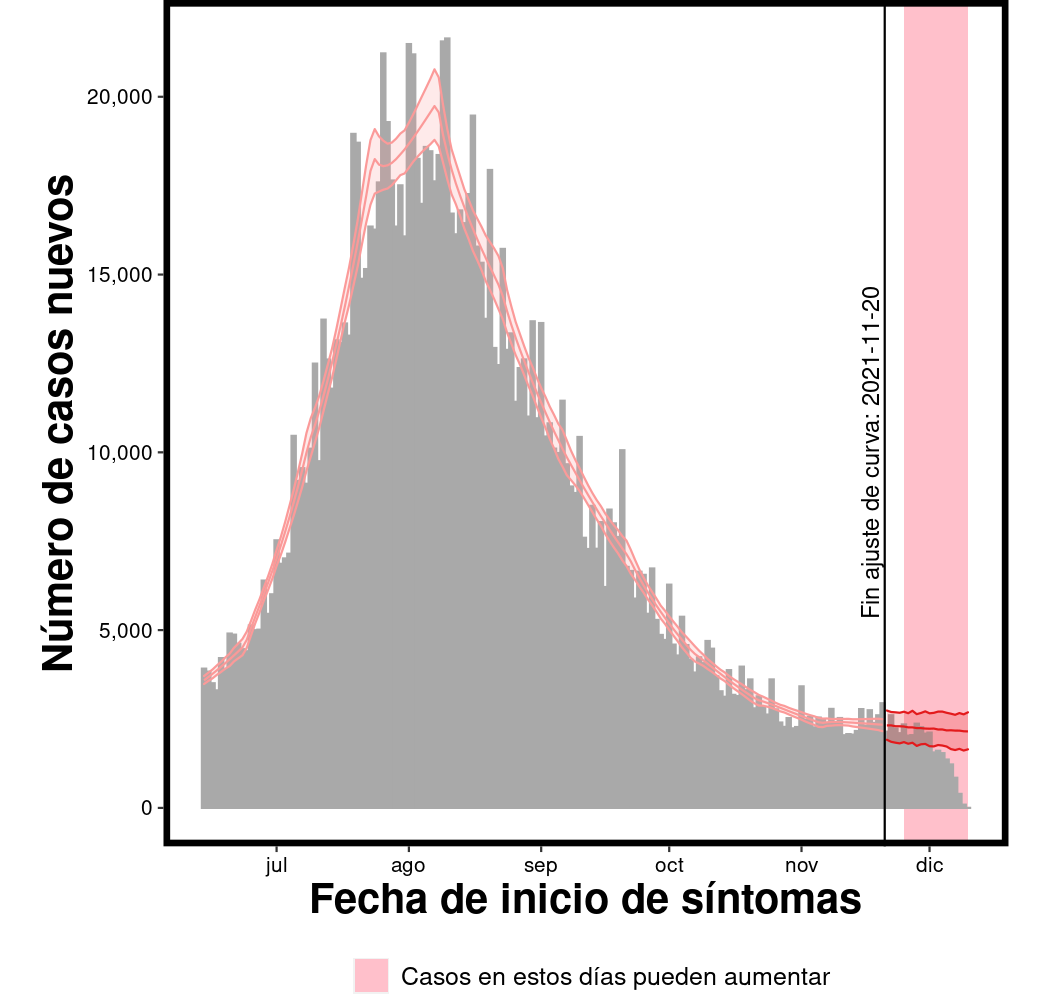 Número de casos nuevos
20,000
15,000
10,000
5,000
0
Fin ajuste de curva: 2021-11-20
jul ago sep oct nov dic
Fecha de inicio de síntomas
Casos en estos días pueden aumentar